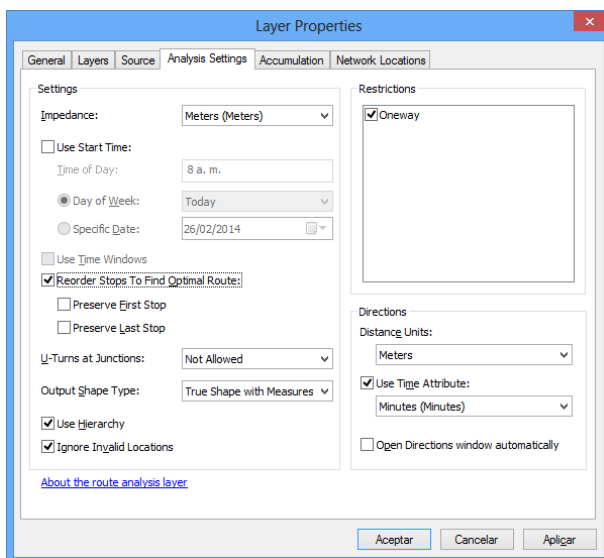 Layer Properties
General Layers Source Analysis Settings Accumulation Network Locations
Settings
Impedance: Meters (Meters)
Use Start Time:
Time of Day: 8 a. m.
Day of Week: Today
Specific Date: 26/02/2014
Use Time Windows
Reorder Stops To Find Optimal Route:
Preserve First Stop
Preserve Last Stop
U-Turns at Junctions: Not Allowed
Output Shape Type: True Shape with Measures
Use Hierarchy
Ignore Invalid Locations
About the route analysis layer
Restrictions
Oneway
Directions
Distance Units:
Meters
Use Time Attribute:
Minutes (Minutes)
Open Directions window automatically
Aceptar Cancelar Aplicar